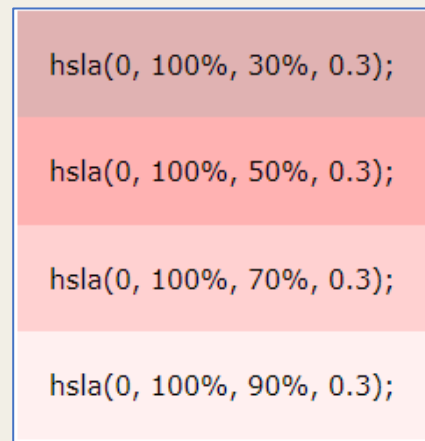 hsla(0, 100%, 30%, 0.3);
hsla(0, 100%, 50%, 0.3);
hsla(0, 100%, 70%, 0.3);
hsla(0, 100%, 90%, 0.3);